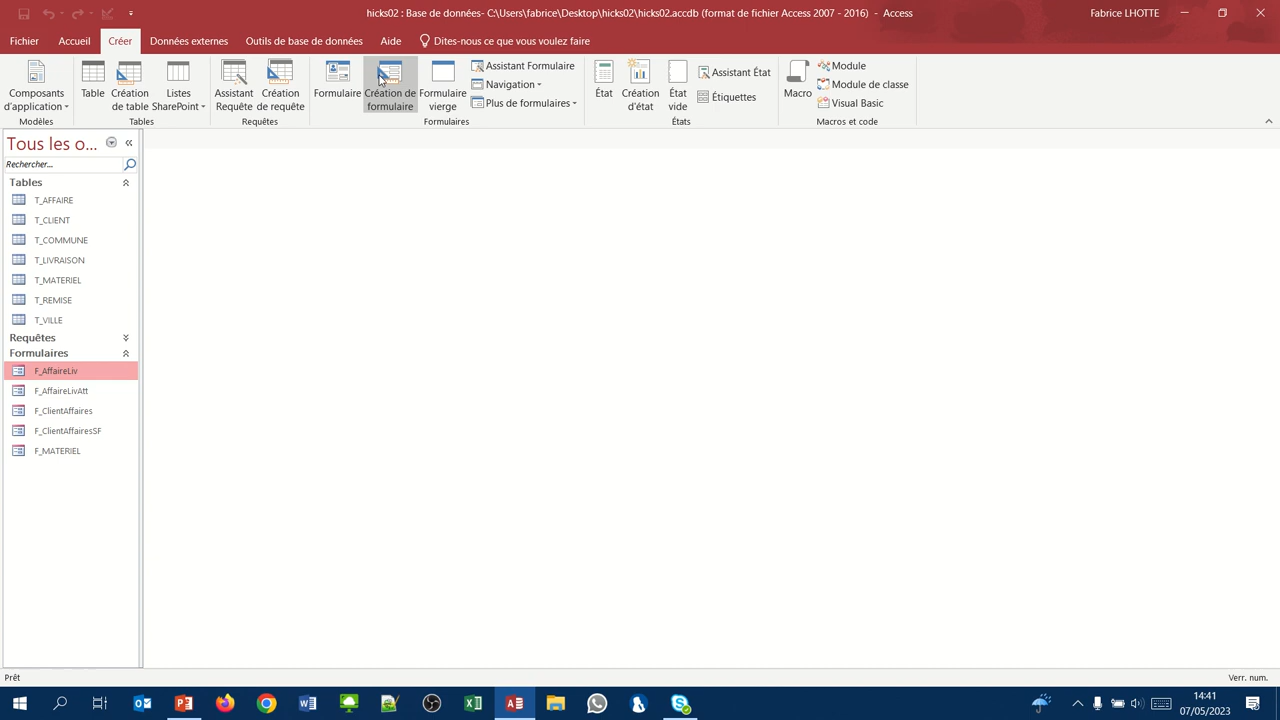 hicks02 : Base de données- C:\Users\fabrice\Desktop\hicks02\hicks02.accdb (format de fichier Access 2007 - 2016) - Access
Fabrice LHOTTE
Fichier Accueil Créer Données externes Outils de base de données Aide Dites-nous ce que vous voulez faire
Composants d'application
Modèles
Table
Création de table
Listes SharePoint
Tables
Assistant Requête
Création de requête
Requêtes
Formulaire
Création de formulaire
Formulaire vierge
Assistant Formulaire
Navigation
Plus de formulaires
Formulaires
État
Création d'état
État vide
Assistant État
Étiquettes
États
Macro
Module
Module de classe
Visual Basic
Macros et code
Tous les o...
Rechercher...
Tables
T_AFFAIRE
T_CLIENT
T_COMMUNE
T_LIVRAISON
T_MATERIEL
T_REMISE
T_VILLE
Requêtes
Formulaires
F_AffaireLiv
F_AffaireLivAtt
F_ClientAffaires
F_ClientAffairesSF
F_MATERIEL
Prêt
Verr. num.
14:41
07/05/2023